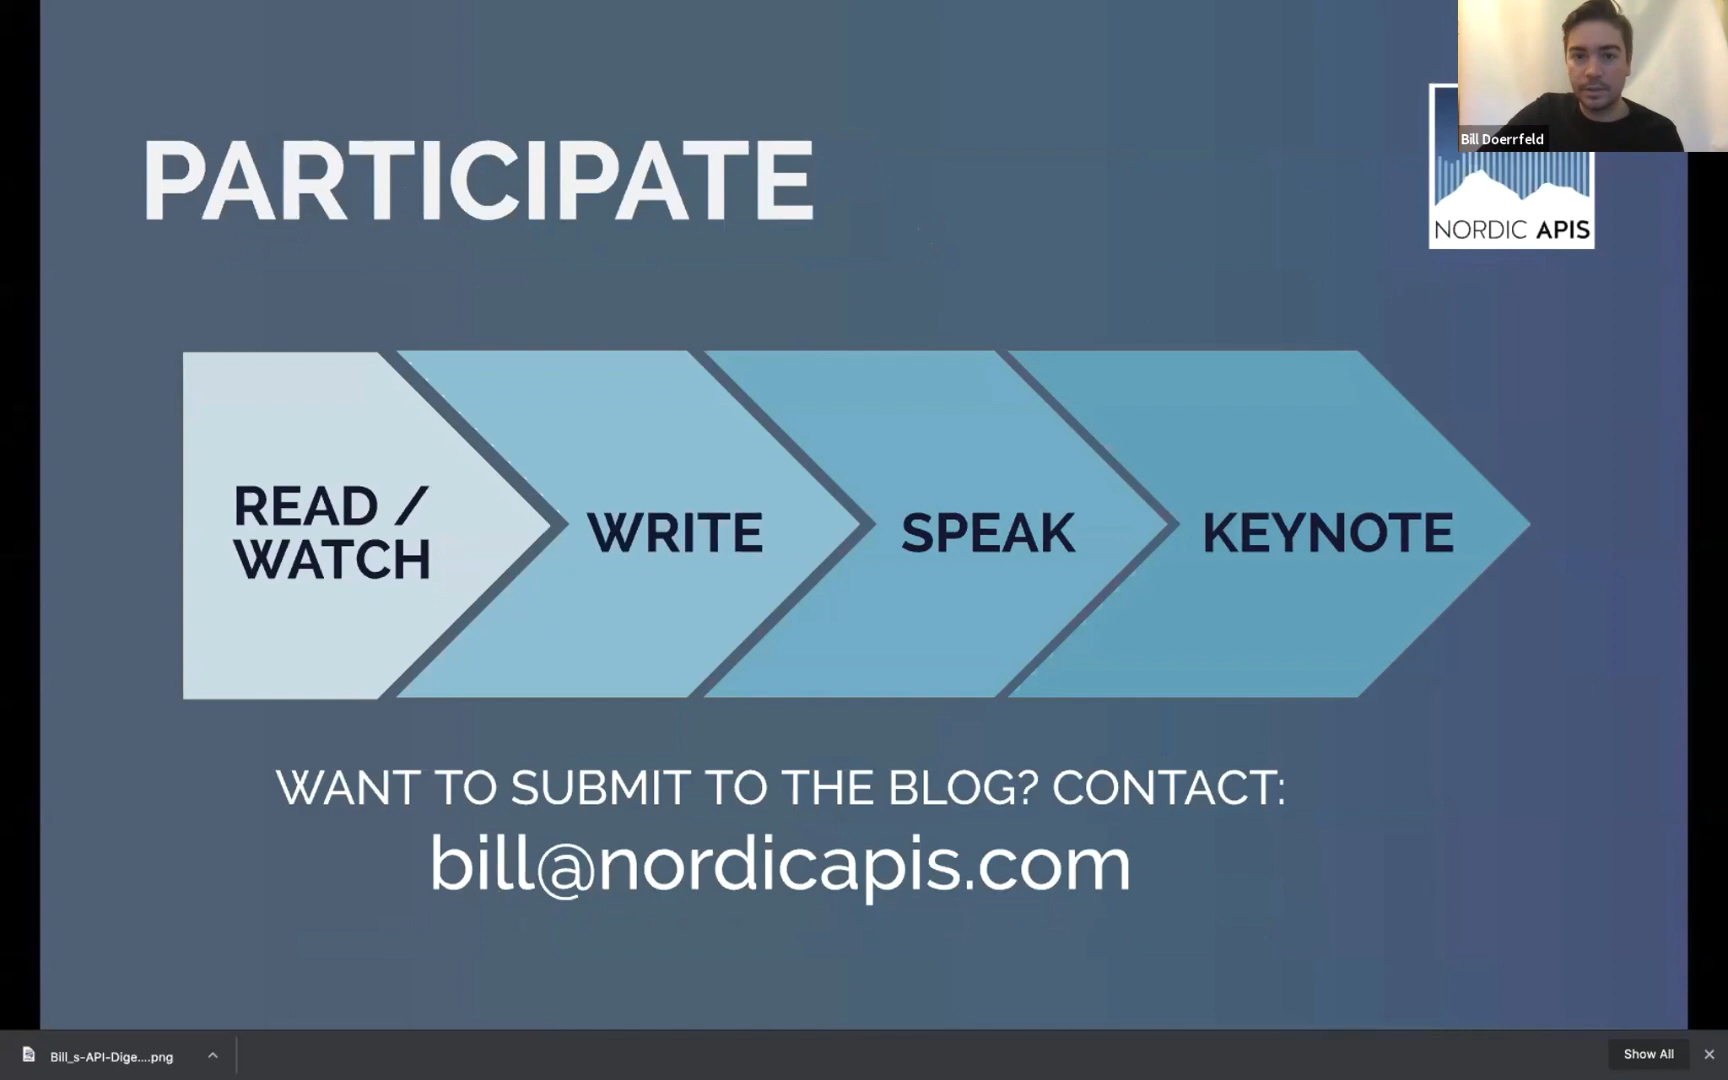 Bill Doerrfeld
PARTICIPATE
NORDIC APIS
READ /
WATCH
WRITE
SPEAK
KEYNOTE
WANT TO SUBMIT TO THE BLOG? CONTACT:
bill@nordicapis.com
Bill_s-API-Dige....png
Show All